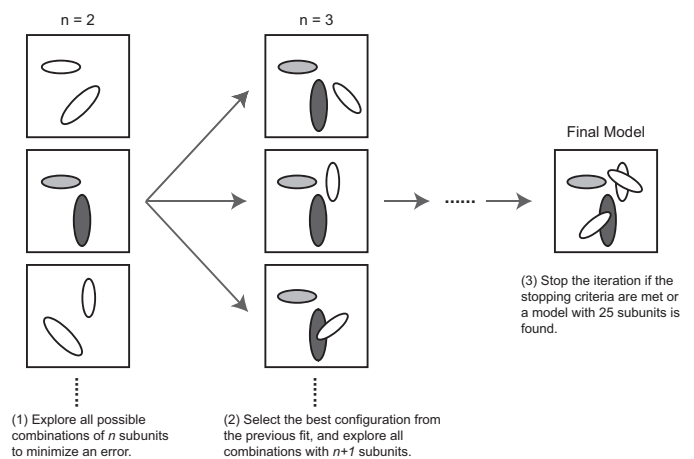 n = 2
n = 3
Final Model
......
(3) Stop the iteration if the
stopping criteria are met or
a model with 25 subunits is
found.
(1) Explore all possible
combinations of n subunits
to minimize an error.
(2) Select the best configuration from
the previous fit, and explore all
combinations with n+1 subunits.